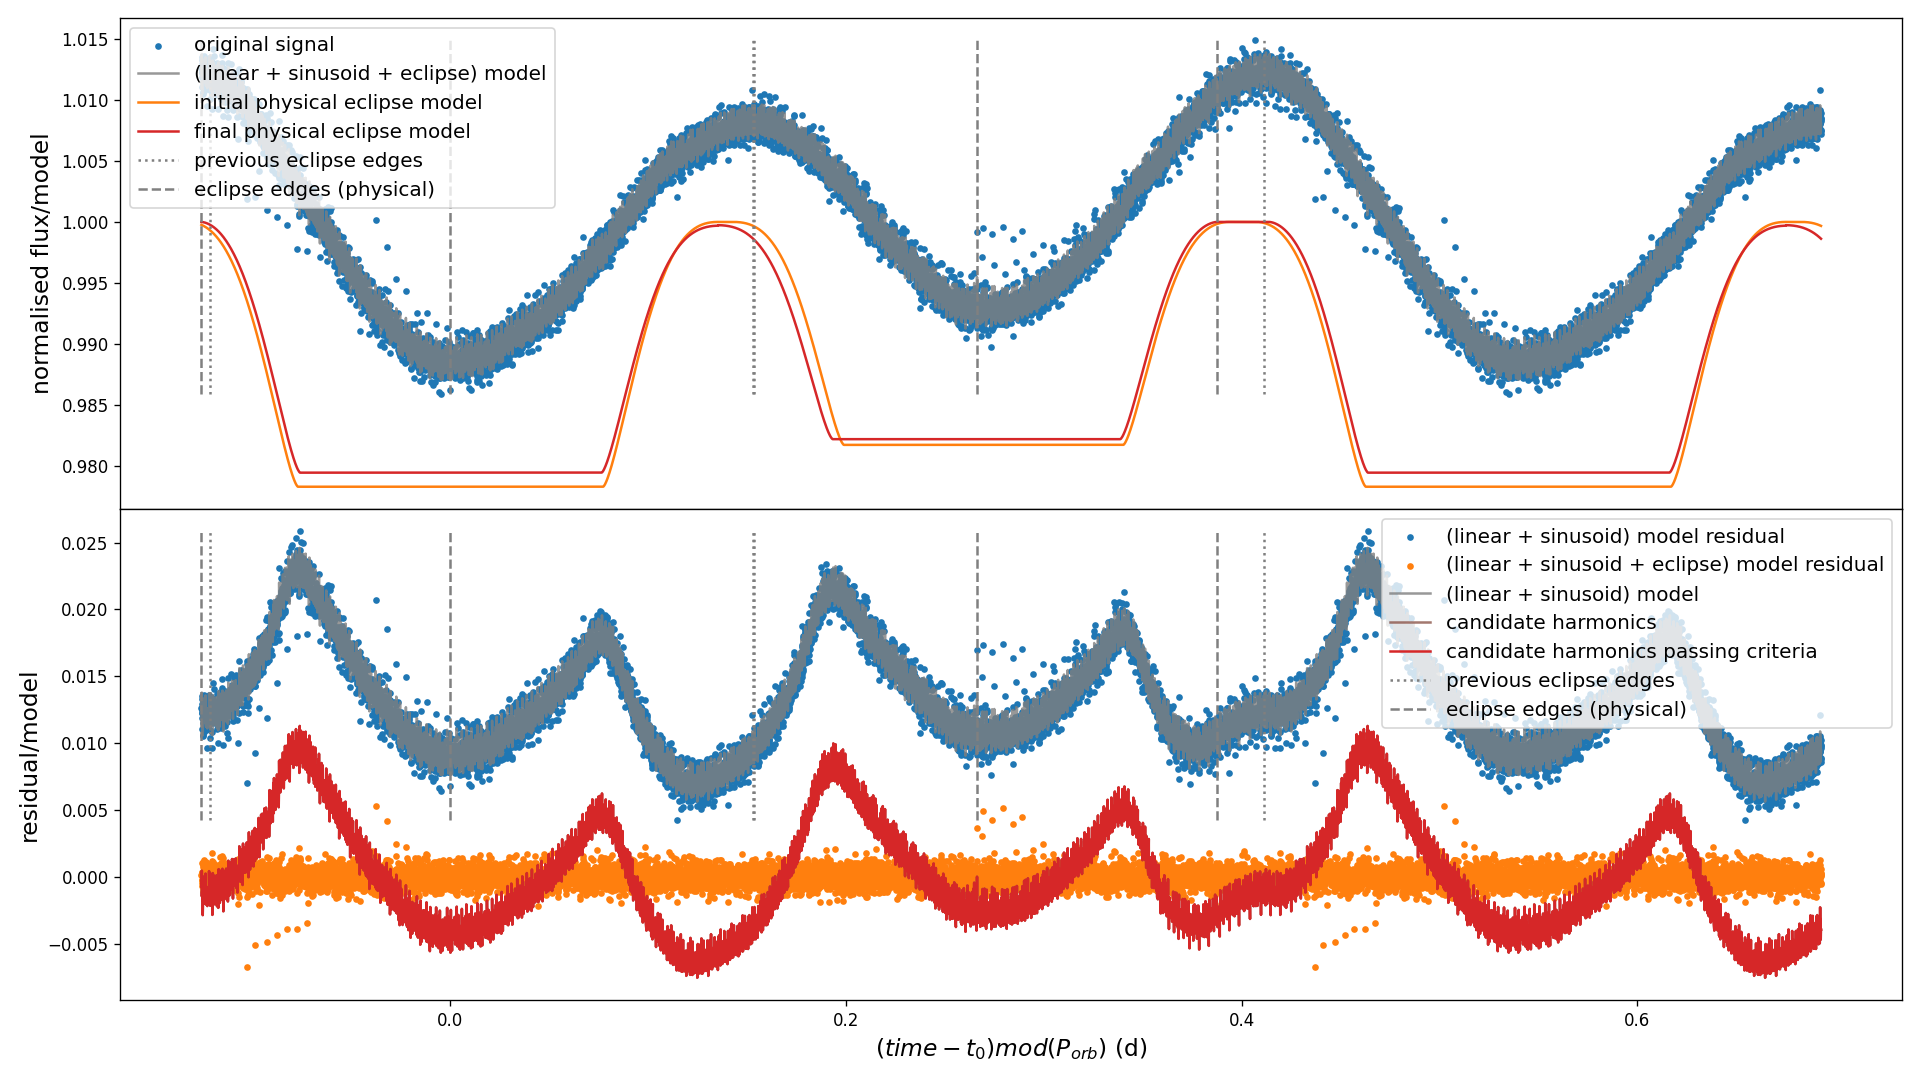 original signal
(linear + sinusoid + eclipse) model
initial physical eclipse model
final physical eclipse model
previous eclipse edges
eclipse edges (physical)
normalised flux/model
1.015
1.010
1.005
1.000
0.995
0.990
0.985
0.980
(linear + sinusoid) model residual
(linear + sinusoid + eclipse) model residual
(linear + sinusoid) model
candidate harmonics
candidate harmonics passing criteria
previous eclipse edges
eclipse edges (physical)
residual/model
0.025
0.020
0.015
0.010
0.005
0.000
−0.005
0.0 0.2 0.4 0.6
(time − t₀)mod(P_orb) (d)